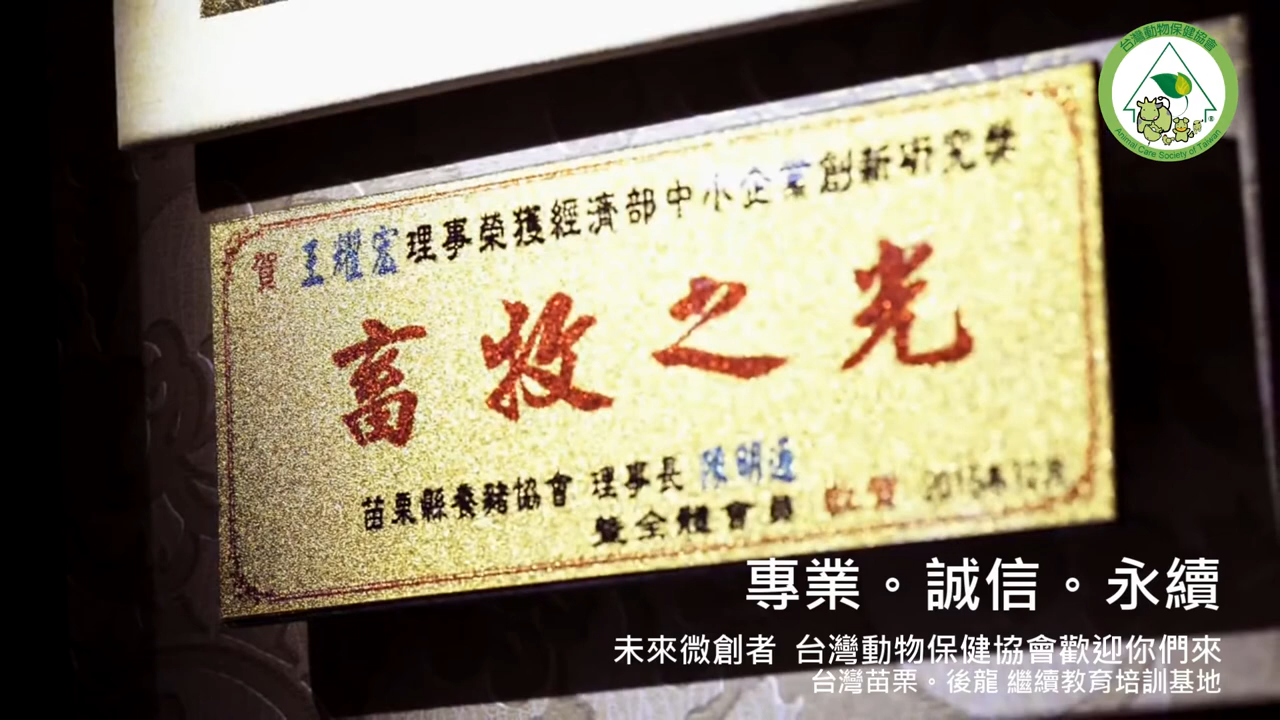 台灣動物保健協會
Animal Care Society of Taiwan
賀 王耀宏理事榮獲經濟部中小企業創新研究獎
畜牧之光
苗栗縣養豬協會 理事長 陳明通
暨全體會員 敬賀 2015年12月
專業。誠信。永續
未來微創者 台灣動物保健協會歡迎你們來
台灣苗栗。後龍 繼續教育培訓基地